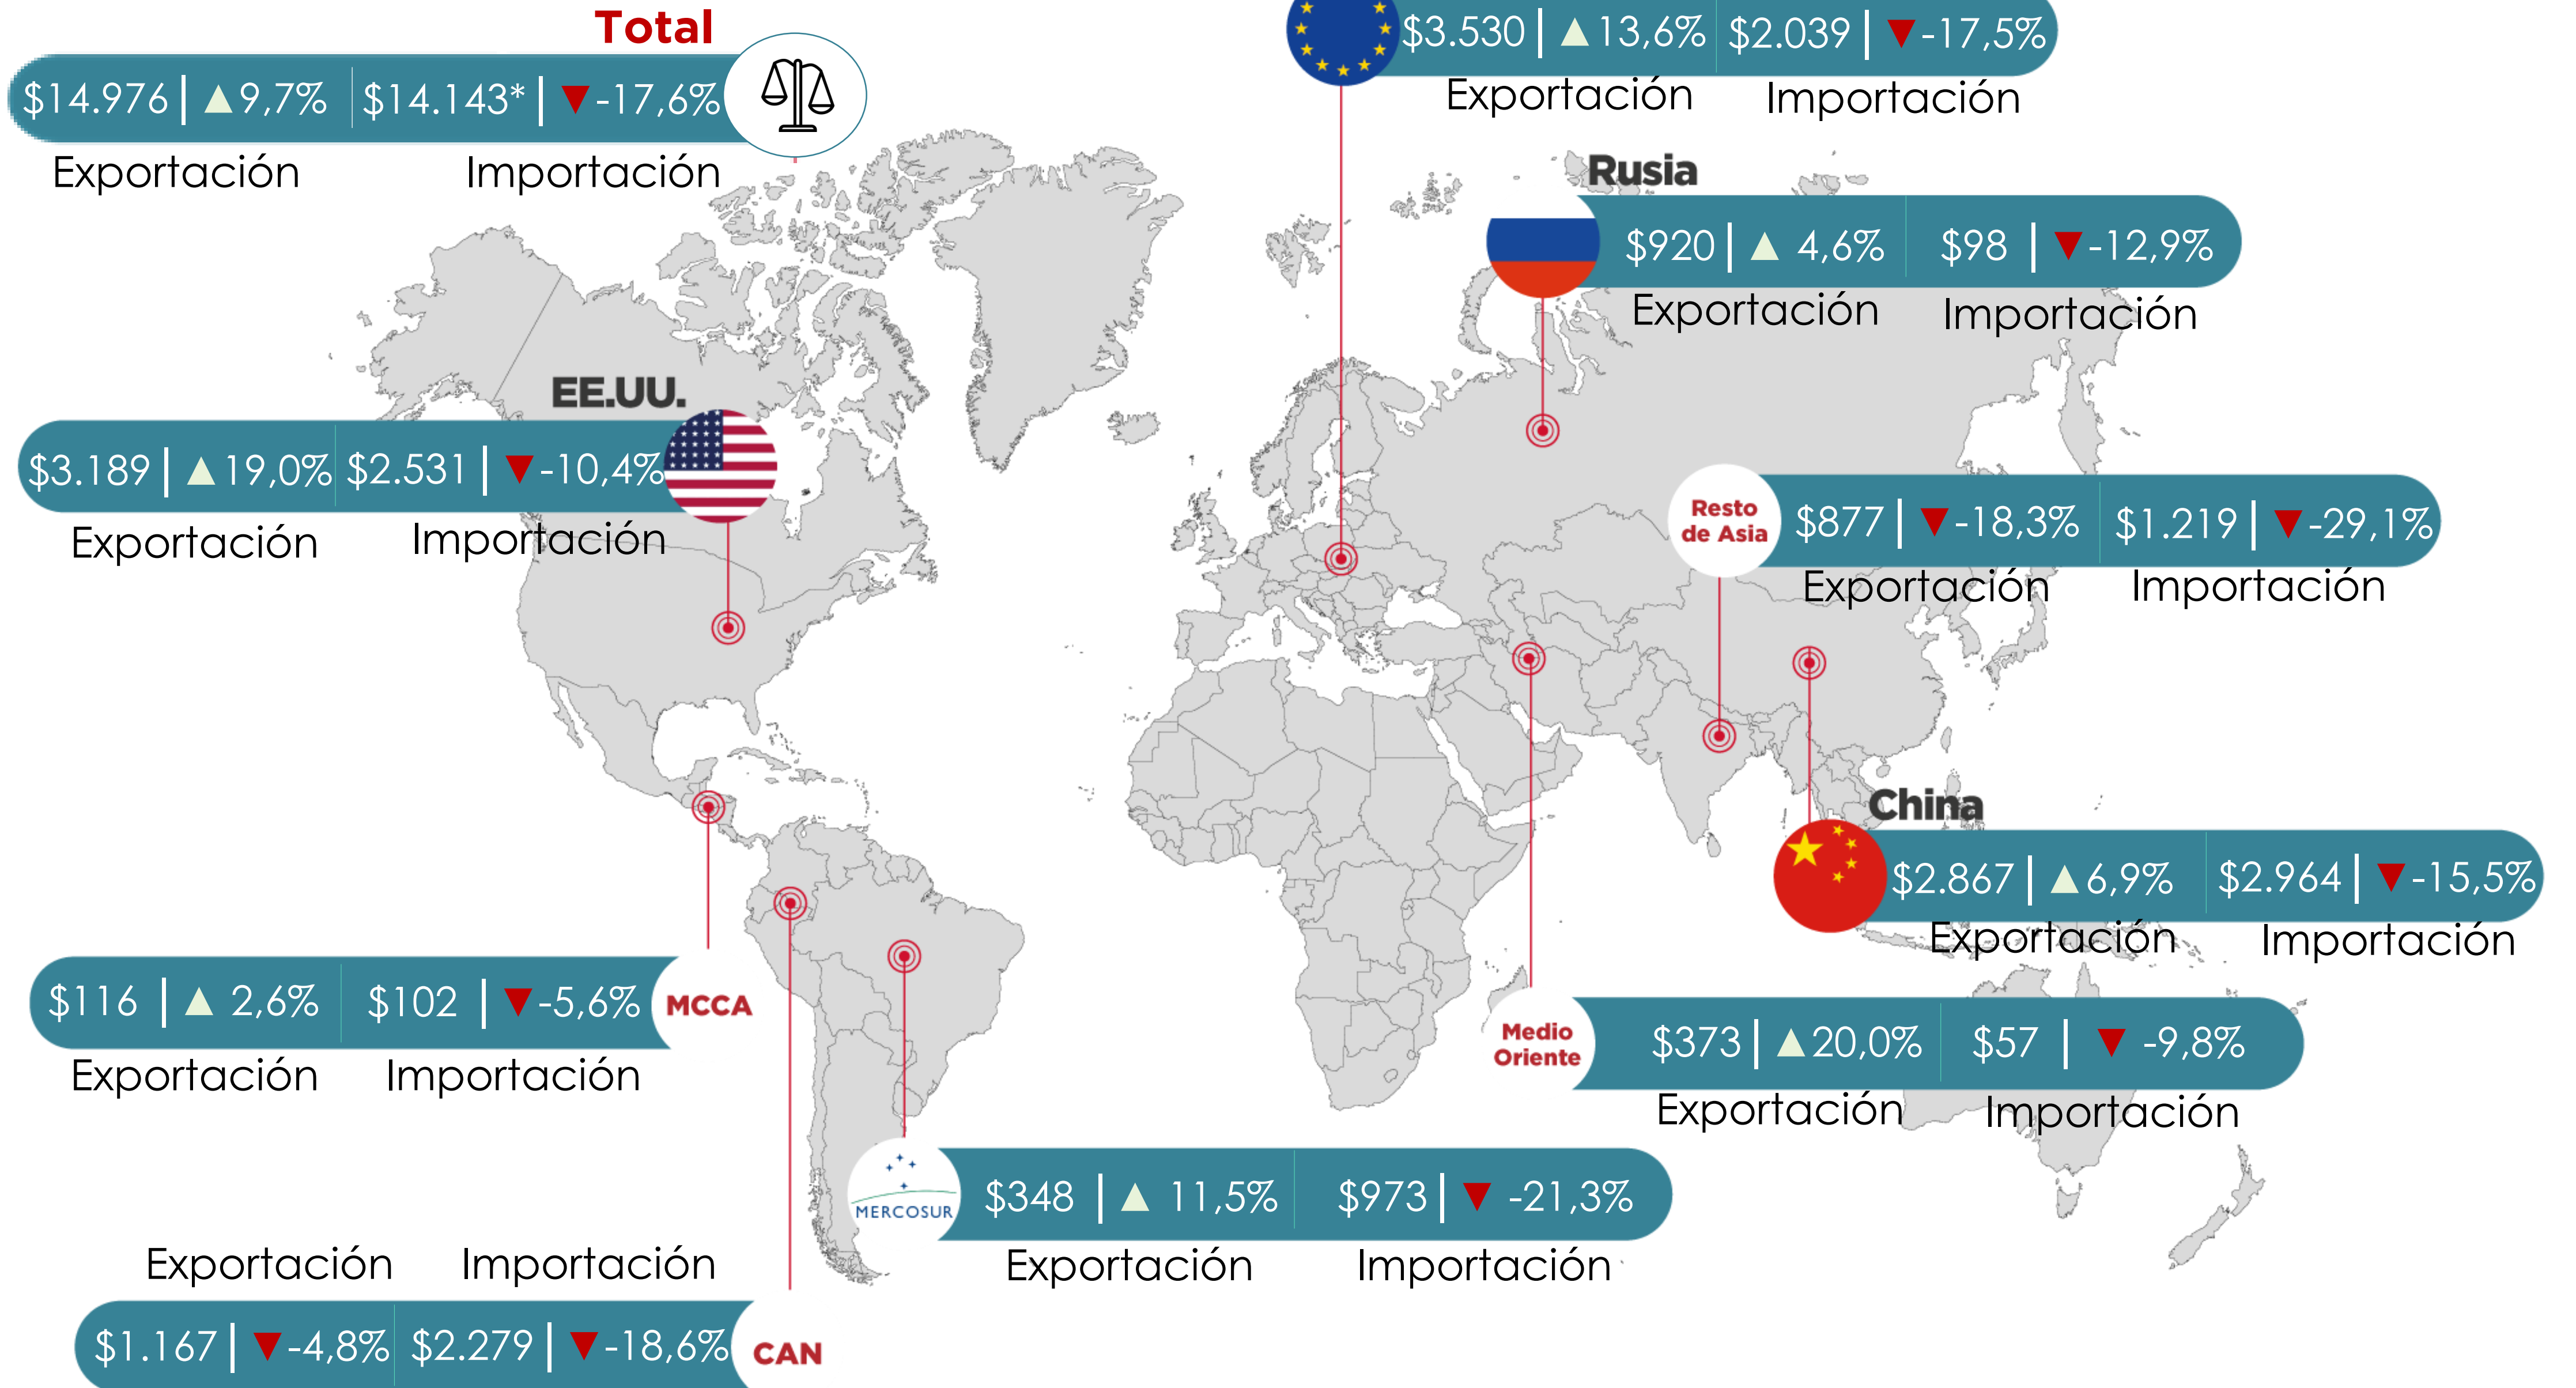 Total
$14.976 | ▲9,7% $14.143* | ▼-17,6%
Exportación Importación
$3.530 | ▲13,6% $2.039 | ▼-17,5%
Exportación Importación
Rusia
$920 | ▲ 4,6% $98 | ▼-12,9%
Exportación Importación
EE.UU.
$3.189 | ▲19,0% $2.531 | ▼-10,4%
Exportación Importación
Resto
de Asia
$877 | ▼-18,3% $1.219 | ▼-29,1%
Exportación Importación
China
$2.867 | ▲6,9% $2.964 | ▼-15,5%
Exportación Importación
$116 | ▲ 2,6% $102 | ▼-5,6% MCCA
Exportación Importación
Medio
Oriente
$373 | ▲20,0% $57 | ▼ -9,8%
Exportación Importación
MERCOSUR
$348 | ▲ 11,5% $973 | ▼ -21,3%
Exportación Importación
Exportación Importación
$1.167 | ▼-4,8% $2.279 | ▼-18,6% CAN